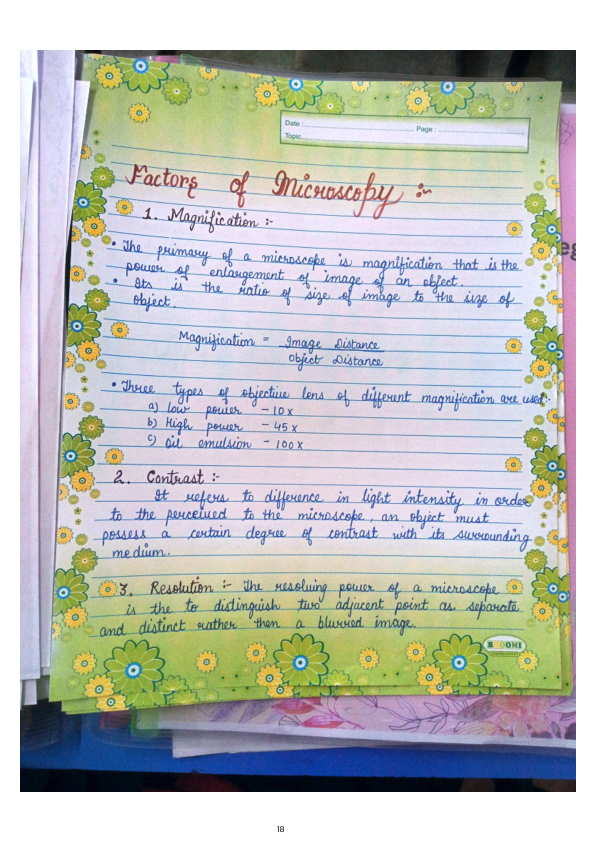 Date :
Page :
Topic
Factors of Microscopy :~
1. Magnification :-
• The primary of a microscope is magnification that is the
power of enlargement of image of an object.
• Its is the ratio of size of image to the size of
object.
Magnification = Image Distance
Object Distance
• Three types of objective lens of different magnification are used:-
a) low power - 10x
b) High power - 45x
c) Oil emulsion - 100x
2. Contrast :-
It refers to difference in light intensity in order
to the perceived to the microscope, an object must
possess a certain degree of contrast with its surrounding
medium.
3. Resolution :- The resolving power of a microscope
is the to distinguish two adjacent point as separate
and distinct rather then a blurred image.
BHOOMI
18